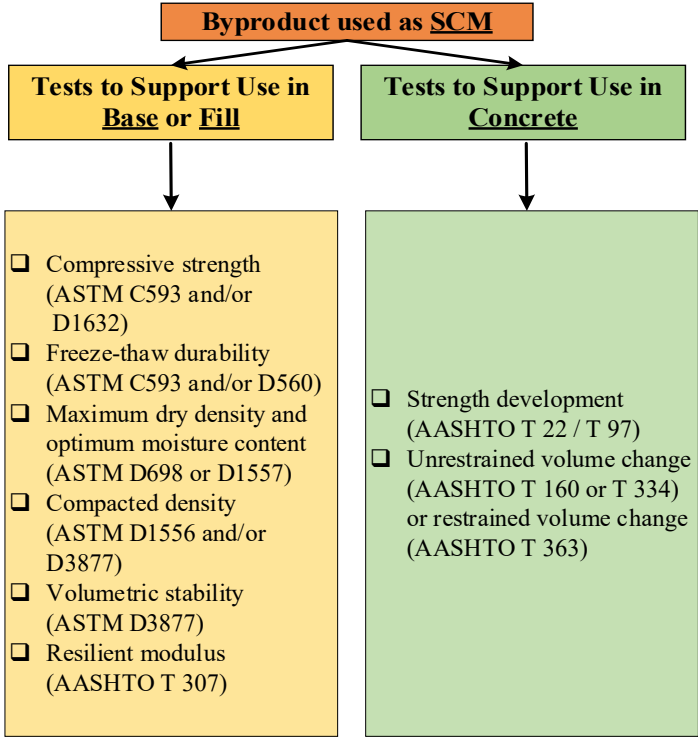 Byproduct used as SCM
Tests to Support Use in
Base or Fill
Tests to Support Use in
Concrete
❑ Compressive strength
(ASTM C593 and/or
D1632)
❑ Freeze-thaw durability
(ASTM C593 and/or D560)
❑ Maximum dry density and
optimum moisture content
(ASTM D698 or D1557)
❑ Compacted density
(ASTM D1556 and/or
D3877)
❑ Volumetric stability
(ASTM D3877)
❑ Resilient modulus
(AASHTO T 307)
❑ Strength development
(AASHTO T 22 / T 97)
❑ Unrestrained volume change
(AASHTO T 160 or T 334)
or restrained volume change
(AASHTO T 363)